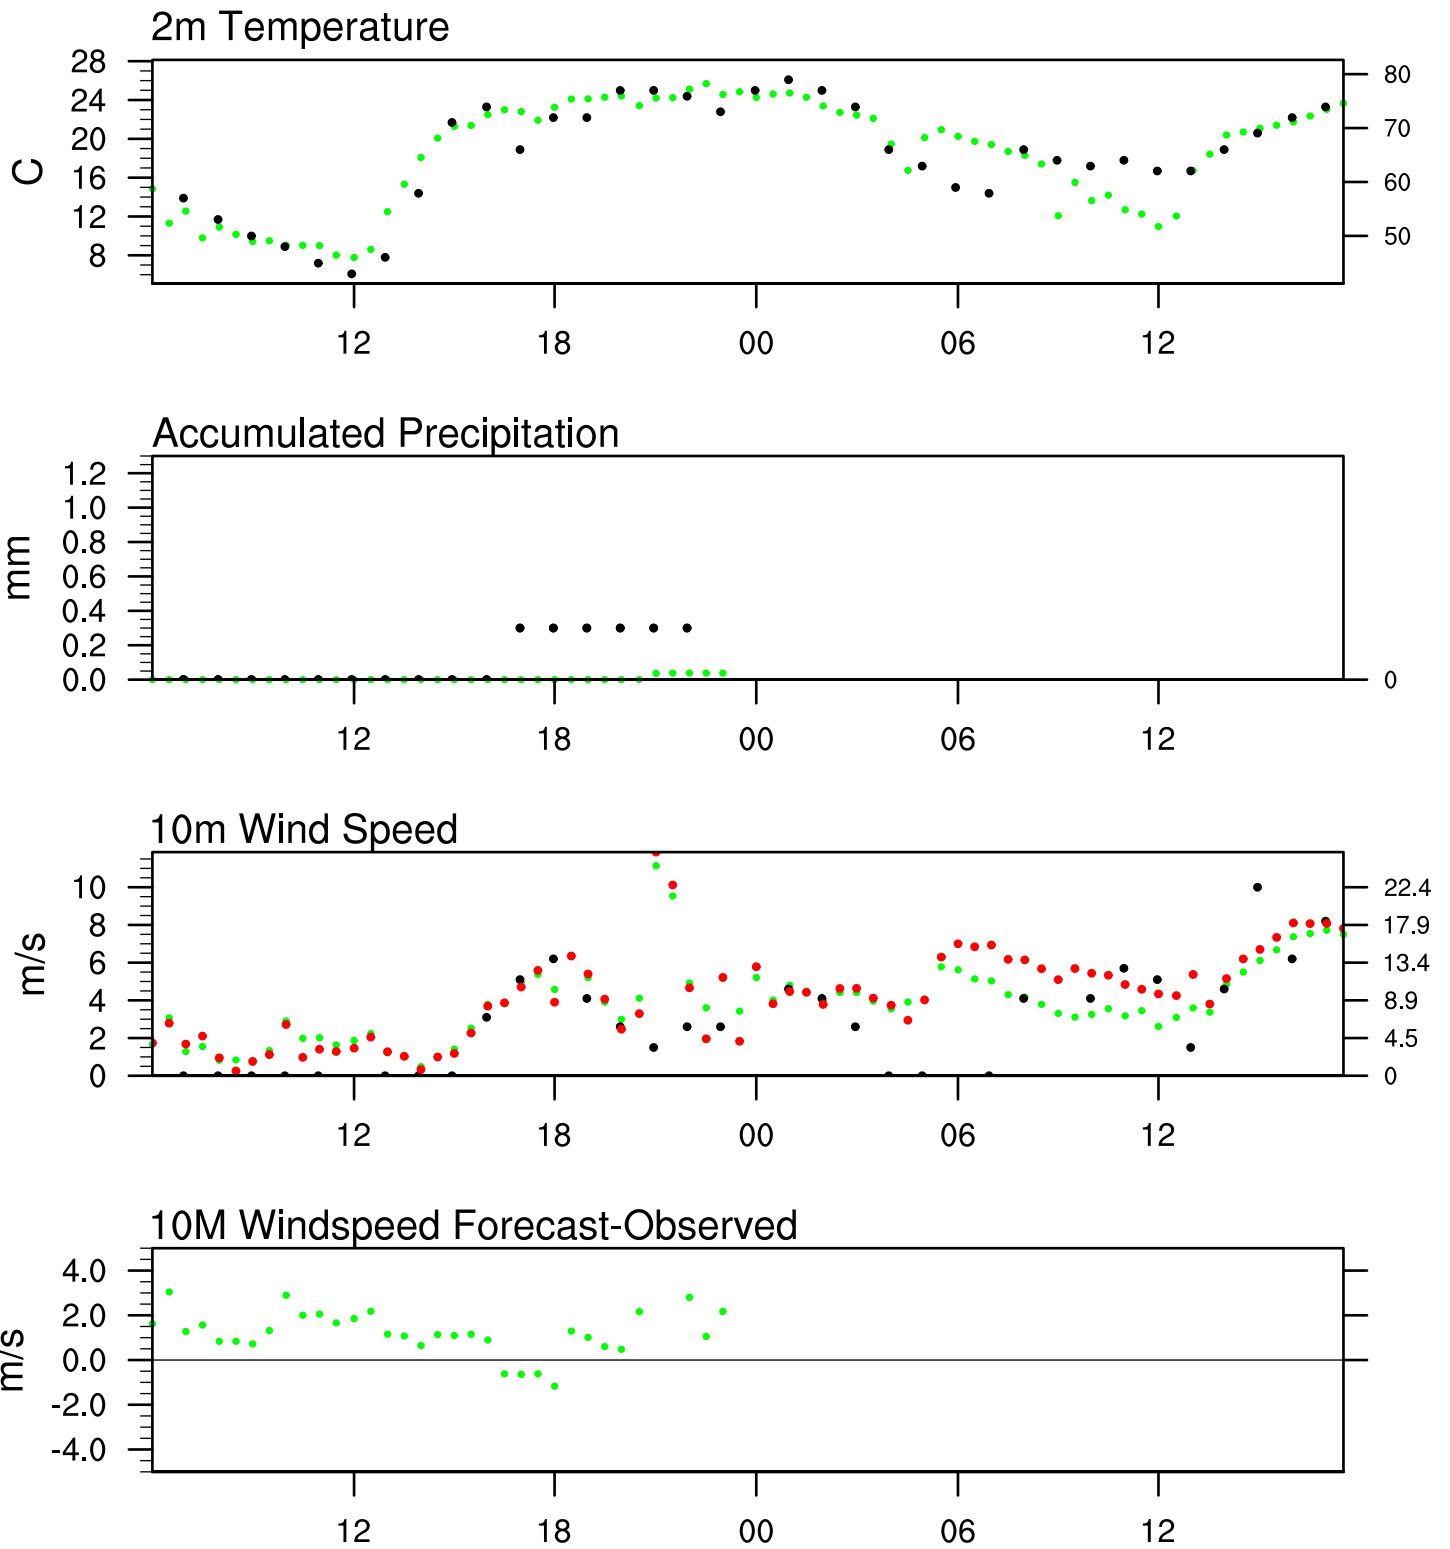 2m Temperature
28
24
20
16
12
8
C
80
70
60
50
12 18 00 06 12
Accumulated Precipitation
1.2
1.0
0.8
0.6
0.4
0.2
0.0
mm
0
12 18 00 06 12
10m Wind Speed
10
8
6
4
2
0
m/s
22.4
17.9
13.4
8.9
4.5
0
12 18 00 06 12
10M Windspeed Forecast-Observed
4.0
2.0
0.0
-2.0
-4.0
m/s
12 18 00 06 12